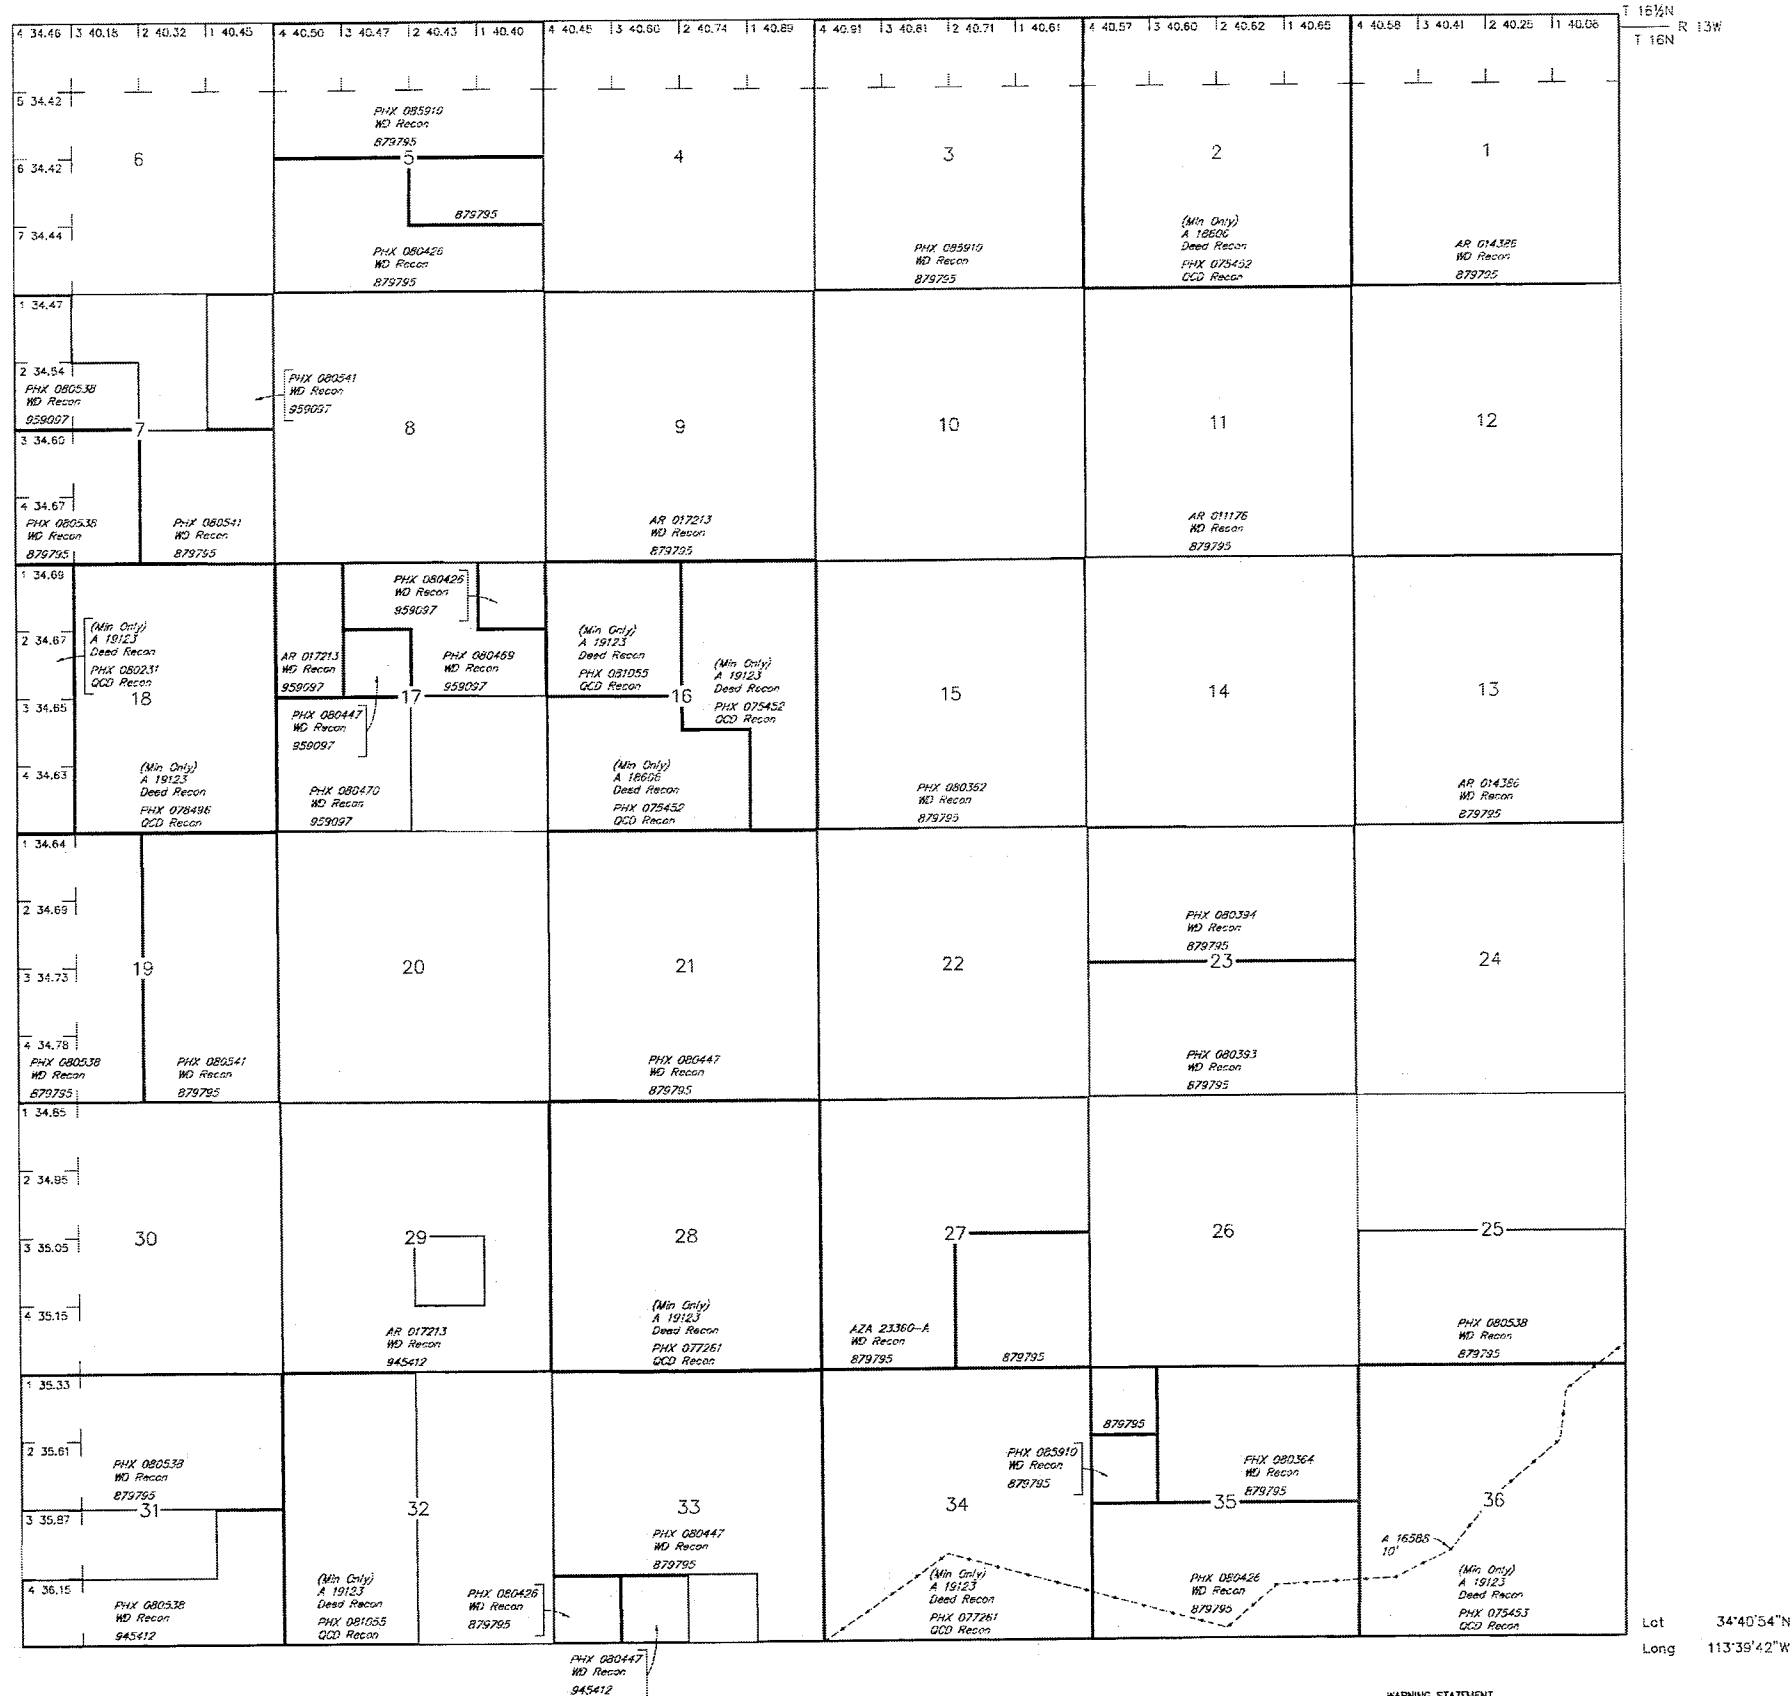 T 16½N
R 13W
T 16N
4 34.46 3 40.18 2 40.32 1 40.45 4 40.50 3 40.47 2 40.43 1 40.40 4 40.45 3 40.60 2 40.74 1 40.89 4 40.91 3 40.81 2 40.71 1 40.61 4 40.57 3 40.60 2 40.62 1 40.65 4 40.58 3 40.41 2 40.25 1 40.08
5 34.42
6 34.42
7 34.44
6
PHX 085910
WD Recon
879795
5
879795
PHX 080426
WD Recon
879795
4
3
PHX 085910
WD Recon
879795
2
(Min Only)
A 18606
Deed Recon
PHX 075452
QCD Recon
1
AR 014386
WD Recon
879795
1 34.47
2 34.54
PHX 080538
WD Recon
959097
7
3 34.60
4 34.67
PHX 080538
WD Recon
879795
PHX 080541
WD Recon
879795
PHX 080541
WD Recon
959097
8
9
AR 017213
WD Recon
879795
10
11
AR 011176
WD Recon
879795
12
1 34.69
2 34.67
3 34.65
4 34.63
(Min Only)
A 19123
Deed Recon
PHX 080231
QCD Recon
18
(Min Only)
A 19123
Deed Recon
PHX 078496
QCD Recon
PHX 080426
WD Recon
959097
AR 017213
WD Recon
959097
PHX 080469
WD Recon
959097
17
PHX 080447
WD Recon
959097
PHX 080470
WD Recon
959097
(Min Only)
A 19123
Deed Recon
PHX 081055
QCD Recon
16
(Min Only)
A 19123
Deed Recon
PHX 075452
QCD Recon
(Min Only)
A 18606
Deed Recon
PHX 075452
QCD Recon
15
PHX 080362
WD Recon
879795
14
13
AR 014386
WD Recon
879795
1 34.64
2 34.69
3 34.73
4 34.78
19
PHX 080538
WD Recon
879795
PHX 080541
WD Recon
879795
20
21
PHX 080447
WD Recon
879795
22
PHX 080394
WD Recon
879795
23
PHX 080393
WD Recon
879795
24
1 34.85
2 34.95
3 35.05
4 35.15
30
29
AR 017213
WD Recon
945412
28
(Min Only)
A 19123
Deed Recon
PHX 077261
QCD Recon
27
AZA 23360-A
WD Recon
879795
879795
26
25
PHX 080538
WD Recon
879795
1 35.33
2 35.61
3 35.87
4 36.15
PHX 080538
WD Recon
879795
31
PHX 080538
WD Recon
945412
32
(Min Only)
A 19123
Deed Recon
PHX 081055
QCD Recon
33
PHX 080447
WD Recon
879795
PHX 080426
WD Recon
879795
PHX 080447
WD Recon
945412
34
(Min Only)
A 19123
Deed Recon
PHX 077261
QCD Recon
879795
PHX 085910
WD Recon
879795
PHX 080364
WD Recon
879795
35
PHX 080426
WD Recon
879795
36
A 16588
10'
(Min Only)
A 19123
Deed Recon
PHX 075453
QCD Recon
Lat 34°40'54"N
Long 113°39'42"W
WARNING STATEMENT